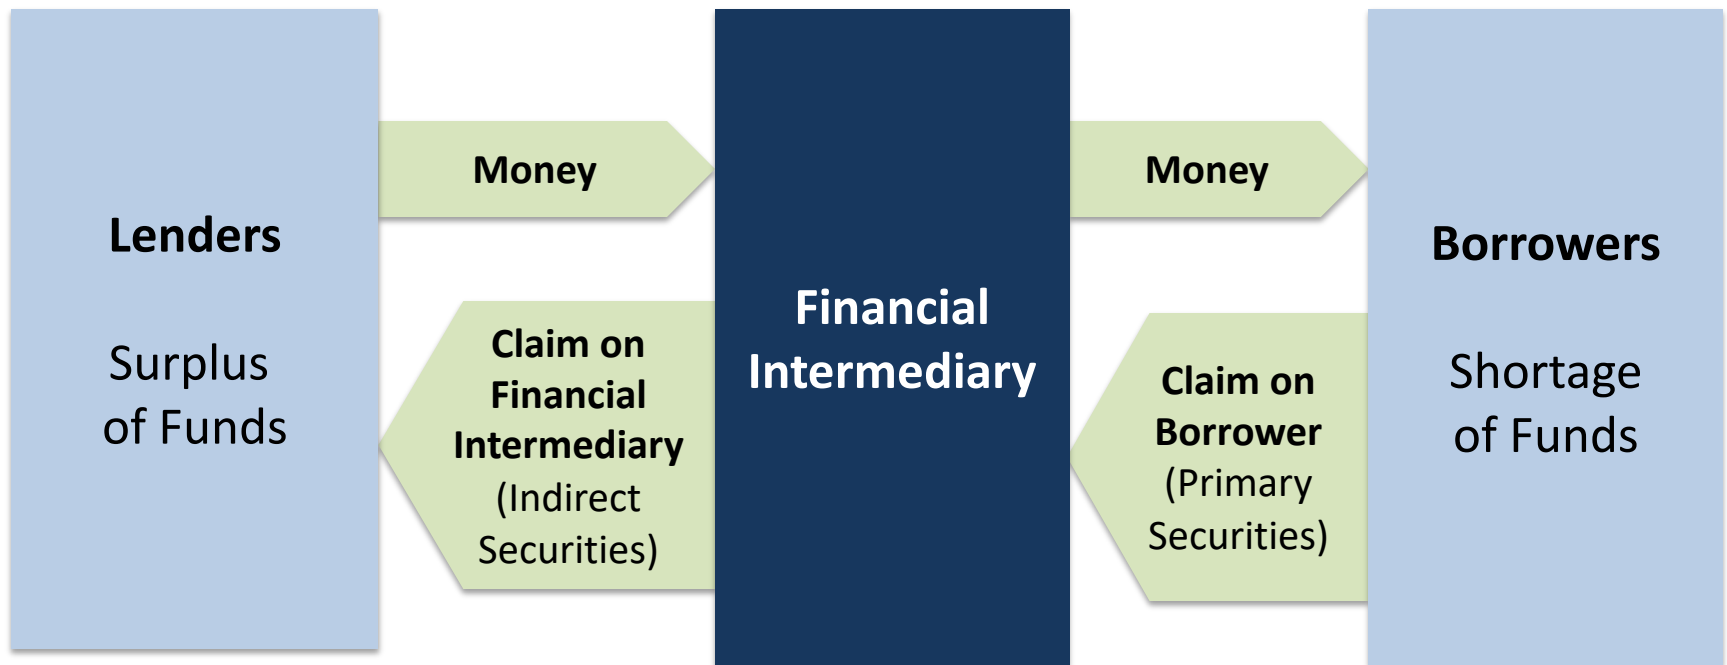 Lenders
Surplus
of Funds
Money
Claim on
Financial
Intermediary
(Indirect
Securities)
Financial
Intermediary
Money
Claim on
Borrower
(Primary
Securities)
Borrowers
Shortage
of Funds